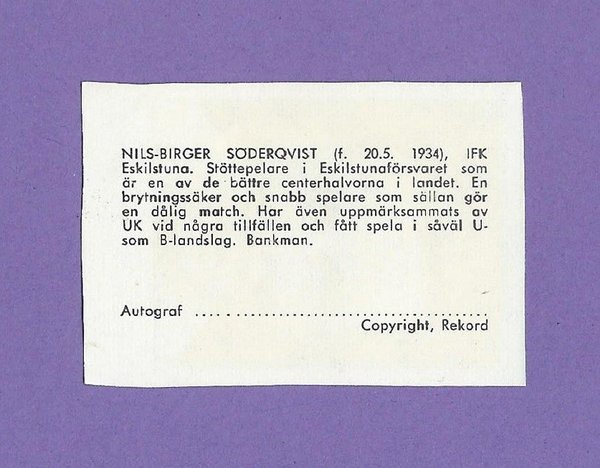 NILS-BIRGER SÖDERQVIST (f. 20.5. 1934), IFK
Eskilstuna. Stöttepelare i Eskilstunaförsvaret som
är en av de bättre centerhalvorna i landet. En
brytningssäker och snabb spelare som sällan gör
en dålig match. Har även uppmärksammats av
UK vid några tillfällen och fått spela i såväl U-
som B-landslag. Bankman.
Autograf ........................................
Copyright, Rekord